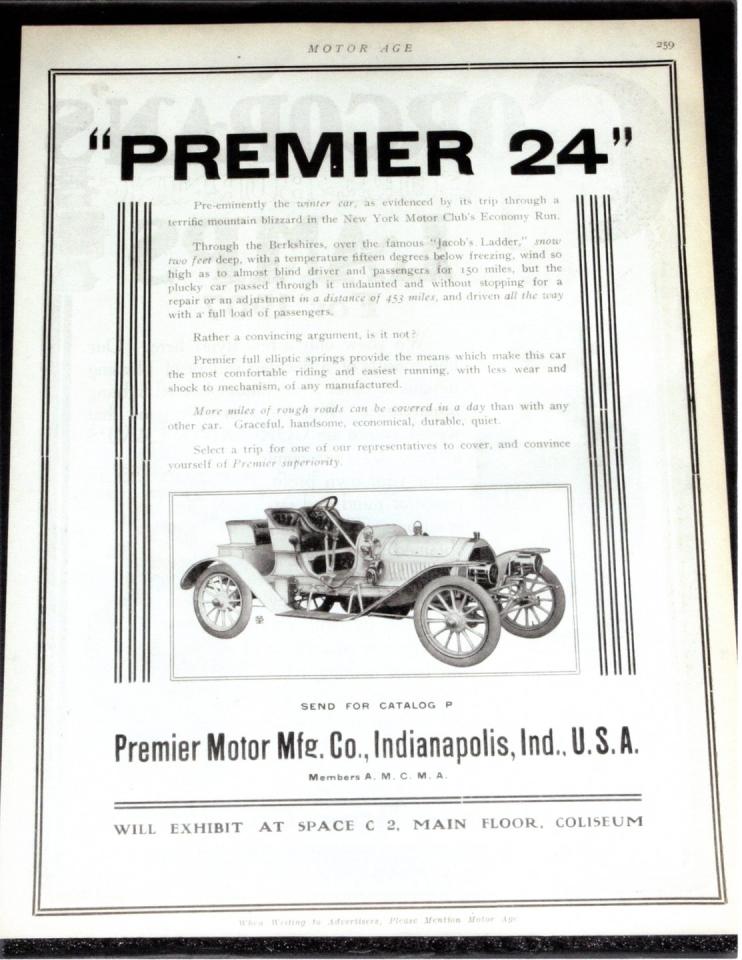 MOTOR AGE
259
"PREMIER 24"
Pre-eminently the winter car, as evidenced by its trip through a
terrific mountain blizzard in the New York Motor Club's Economy Run.
Through the Berkshires, over the famous "Jacob's Ladder," snow
two feet deep, with a temperature fifteen degrees below freezing, wind so
high as to almost blind driver and passengers for 150 miles, but the
plucky car passed through it undaunted and without stopping for a
repair or an adjustment in a distance of 453 miles, and driven all the way
with a full load of passengers.
Rather a convincing argument, is it not?
Premier full elliptic springs provide the means which make this car
the most comfortable riding and easiest running, with less wear and
shock to mechanism, of any manufactured.
More miles of rough roads can be covered in a day than with any
other car. Graceful, handsome, economical, durable, quiet.
Select a trip for one of our representatives to cover, and convince
yourself of Premier superiority.
SEND FOR CATALOG P
Premier Motor Mfg. Co., Indianapolis, Ind., U.S.A.
Members A. M. C. M. A.
WILL EXHIBIT AT SPACE C 2, MAIN FLOOR, COLISEUM
When Writing to Advertisers, Please Mention Motor Age